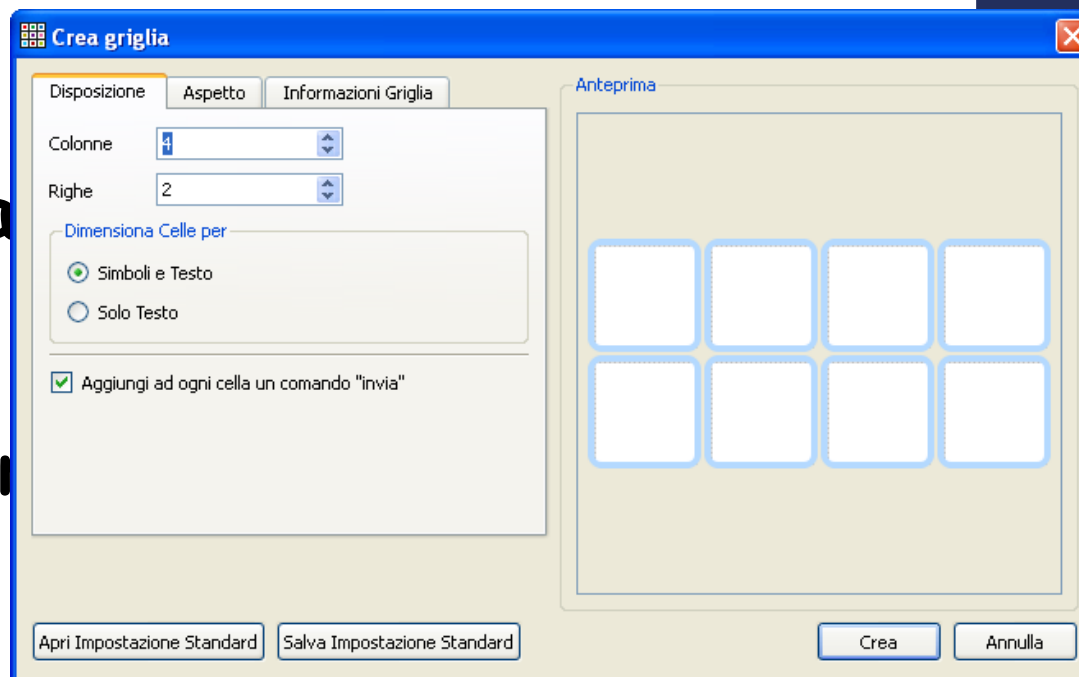 Crea griglia
Disposizione Aspetto Informazioni Griglia
Colonne 4
Righe 2
Dimensiona Celle per
Simboli e Testo
Solo Testo
Aggiungi ad ogni cella un comando "invia"
Anteprima
Apri Impostazione Standard Salva Impostazione Standard Crea Annulla